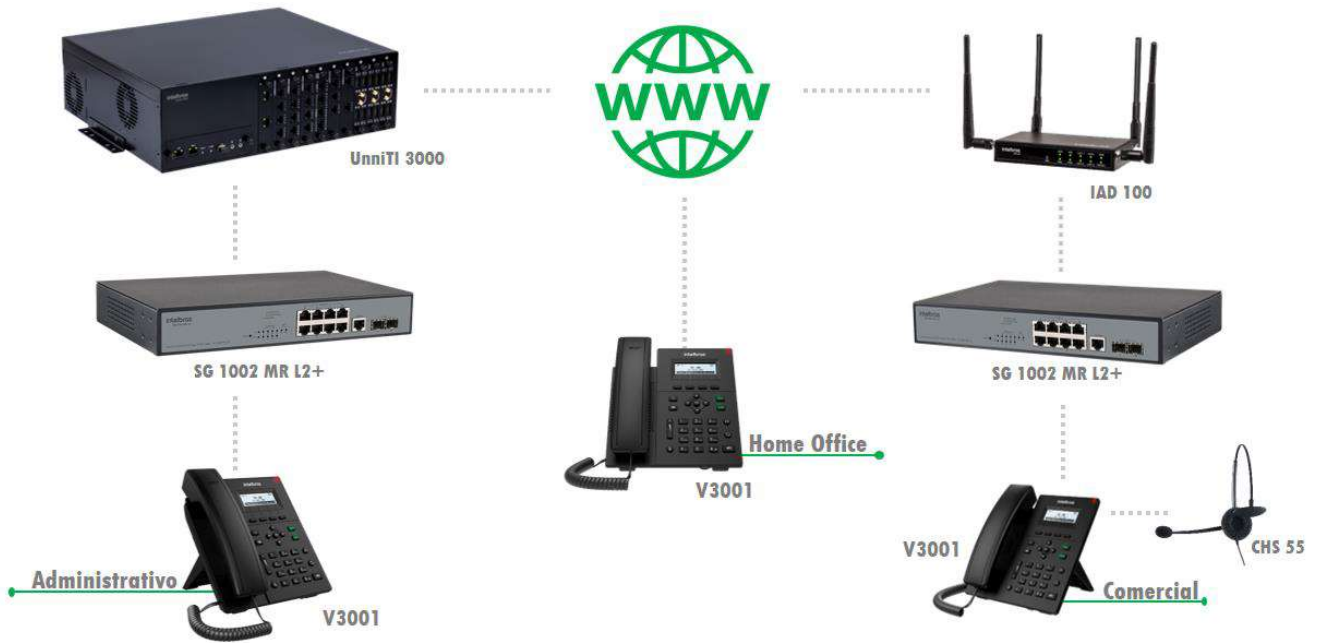 WWW
UnniTI 3000
IAD 100
SG 1002 MR L2+
SG 1002 MR L2+
Home Office
V3001
V3001
CHS 55
Administrativo
V3001
Comercial